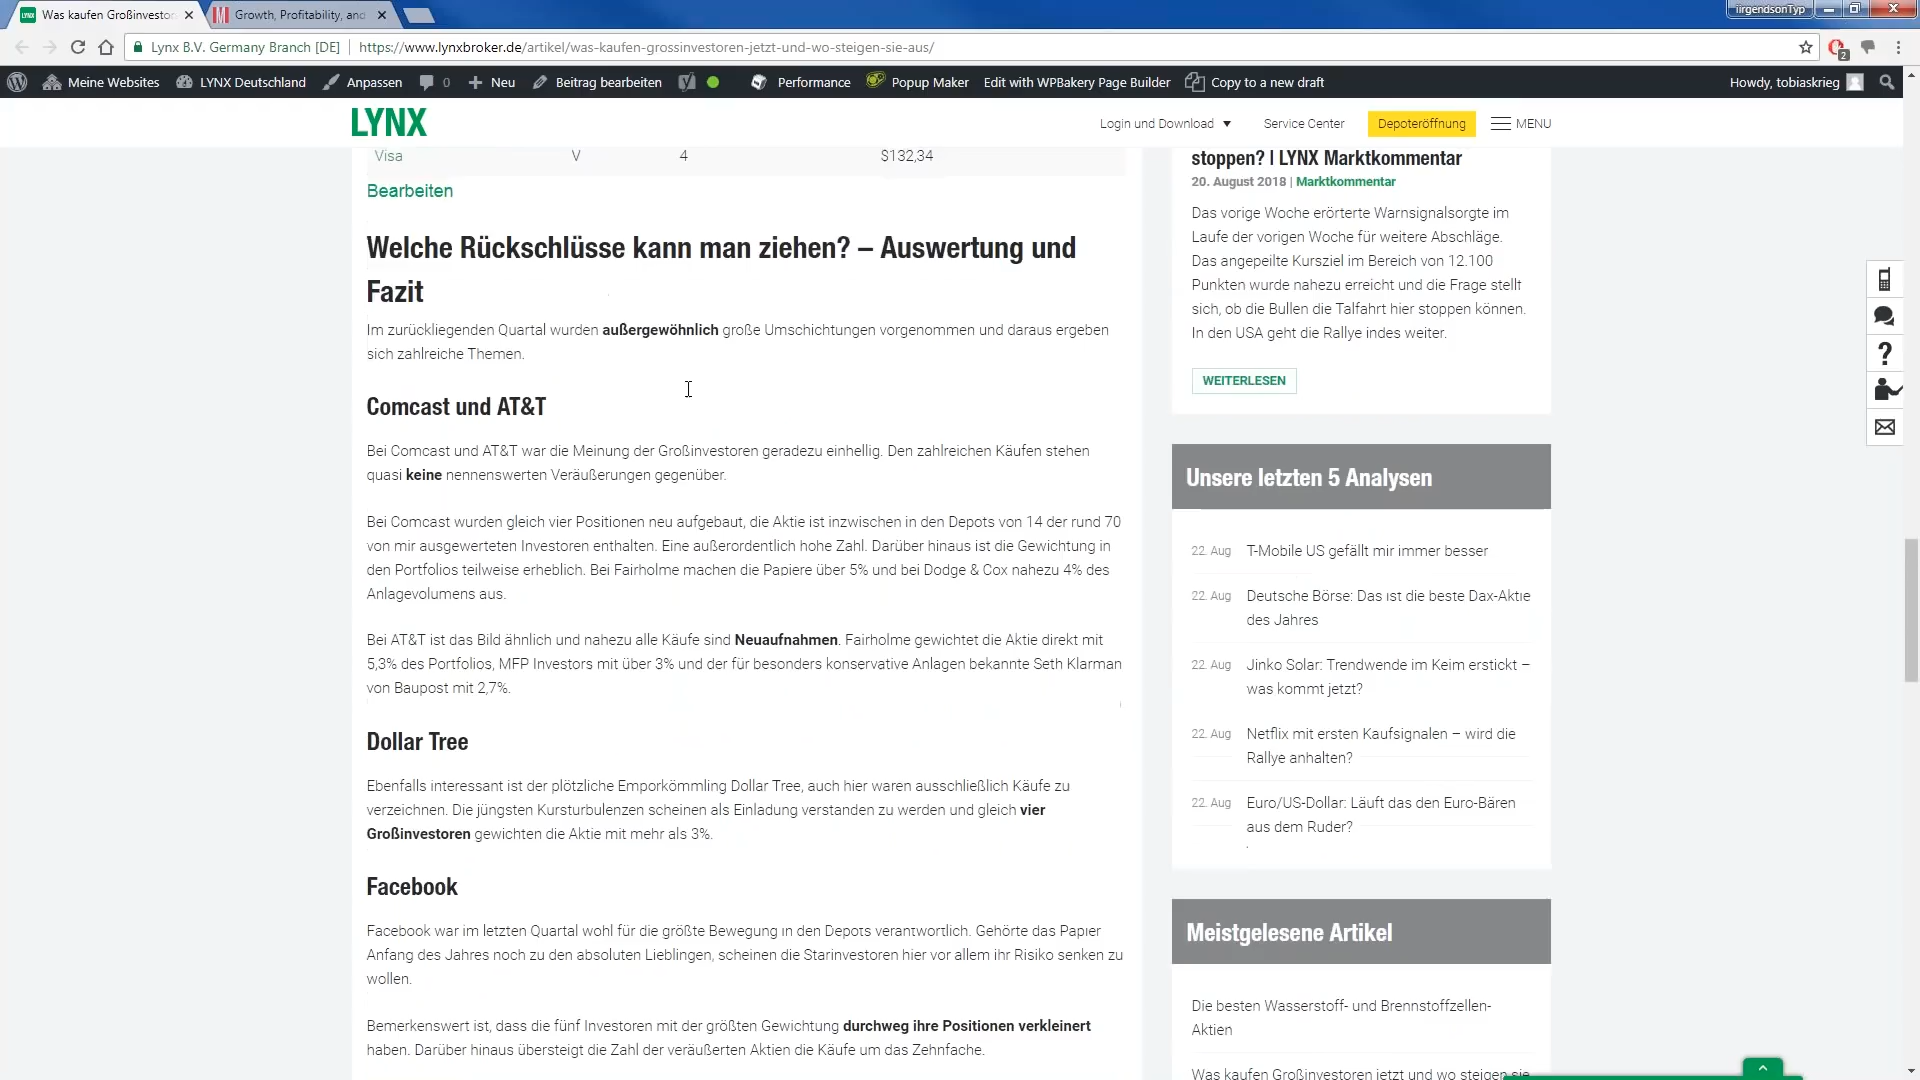 Was kaufen Großinvestor
Growth, Profitability, and
iirgendsonTyp
Lynx B.V. Germany Branch [DE]
https://www.lynxbroker.de/artikel/was-kaufen-grossinvestoren-jetzt-und-wo-steigen-sie-aus/
2
Meine Websites
LYNX Deutschland
Anpassen
0
Neu
Beitrag bearbeiten
Performance
Popup Maker
Edit with WPBakery Page Builder
Copy to a new draft
Howdy, tobiaskrieg
LYNX
Login und Download
Service Center
Depoteröffnung
MENU
Visa V 4 $132,34
Bearbeiten
Welche Rückschlüsse kann man ziehen? – Auswertung und
Fazit
Im zurückliegenden Quartal wurden außergewöhnlich große Umschichtungen vorgenommen und daraus ergeben
sich zahlreiche Themen.
Comcast und AT&T
Bei Comcast und AT&T war die Meinung der Großinvestoren geradezu einhellig. Den zahlreichen Käufen stehen
quasi keine nennenswerten Veräußerungen gegenüber.
Bei Comcast wurden gleich vier Positionen neu aufgebaut, die Aktie ist inzwischen in den Depots von 14 der rund 70
von mir ausgewerteten Investoren enthalten. Eine außerordentlich hohe Zahl. Darüber hinaus ist die Gewichtung in
den Portfolios teilweise erheblich. Bei Fairholme machen die Papiere über 5% und bei Dodge & Cox nahezu 4% des
Anlagevolumens aus.
Bei AT&T ist das Bild ähnlich und nahezu alle Käufe sind Neuaufnahmen. Fairholme gewichtet die Aktie direkt mit
5,3% des Portfolios, MFP Investors mit über 3% und der für besonders konservative Anlagen bekannte Seth Klarman
von Baupost mit 2,7%.
Dollar Tree
Ebenfalls interessant ist der plötzliche Emporkömmling Dollar Tree, auch hier waren ausschließlich Käufe zu
verzeichnen. Die jüngsten Kursturbulenzen scheinen als Einladung verstanden zu werden und gleich vier
Großinvestoren gewichten die Aktie mit mehr als 3%.
Facebook
Facebook war im letzten Quartal wohl für die größte Bewegung in den Depots verantwortlich. Gehörte das Papier
Anfang des Jahres noch zu den absoluten Lieblingen, scheinen die Starinvestoren hier vor allem ihr Risiko senken zu
wollen.
Bemerkenswert ist, dass die fünf Investoren mit der größten Gewichtung durchweg ihre Positionen verkleinert
haben. Darüber hinaus übersteigt die Zahl der veräußerten Aktien die Käufe um das Zehnfache.
stoppen? | LYNX Marktkommentar
20. August 2018 | Marktkommentar
Das vorige Woche erörterte Warnsignalsorgte im
Laufe der vorigen Woche für weitere Abschläge.
Das angepeilte Kursziel im Bereich von 12.100
Punkten wurde nahezu erreicht und die Frage stellt
sich, ob die Bullen die Talfahrt hier stoppen können.
In den USA geht die Rallye indes weiter.
WEITERLESEN
Unsere letzten 5 Analysen
22. Aug T-Mobile US gefällt mir immer besser
22. Aug Deutsche Börse: Das ist die beste Dax-Aktie
des Jahres
22. Aug Jinko Solar: Trendwende im Keim erstickt –
was kommt jetzt?
22. Aug Netflix mit ersten Kaufsignalen – wird die
Rallye anhalten?
22. Aug Euro/US-Dollar: Läuft das den Euro-Bären
aus dem Ruder?
Meistgelesene Artikel
Die besten Wasserstoff- und Brennstoffzellen-
Aktien
Was kaufen Großinvestoren jetzt und wo steigen sie